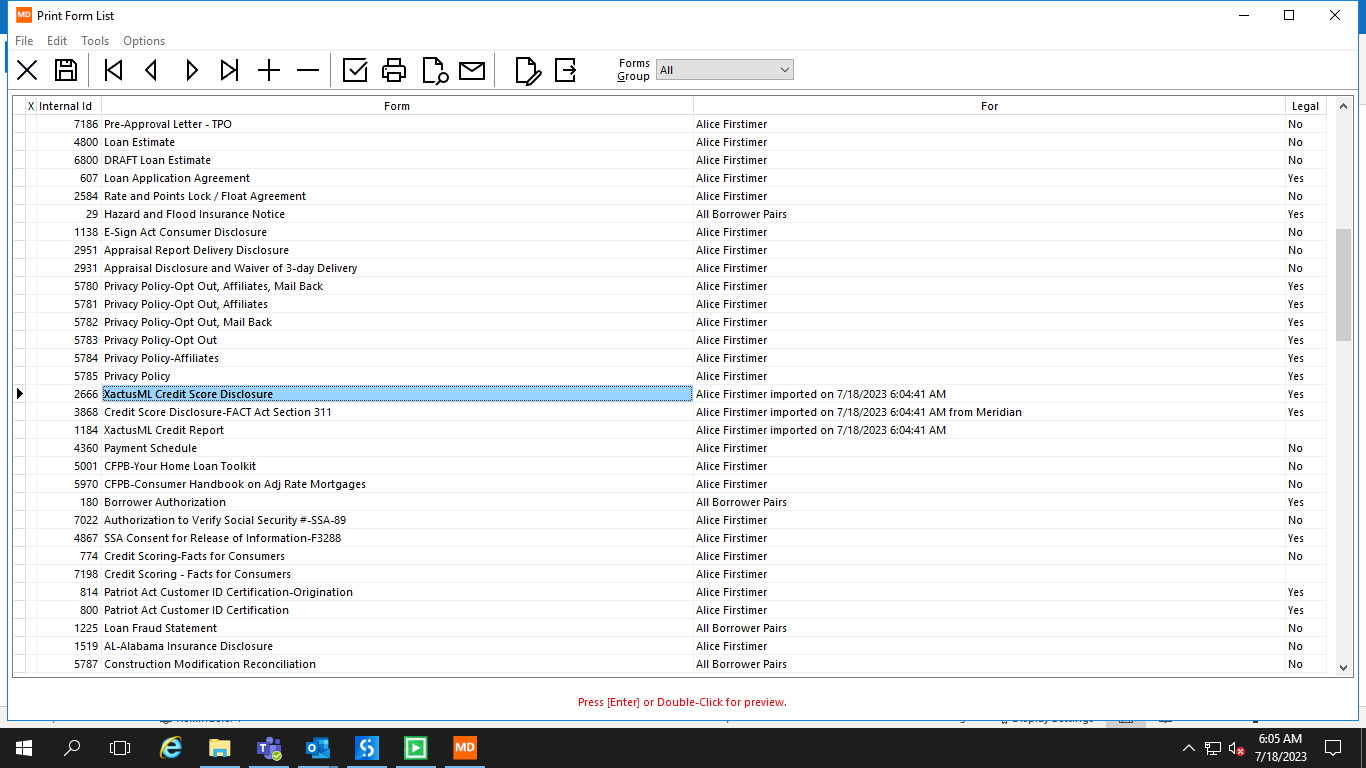 MD Print Form List
File Edit Tools Options
Forms Group All
X Internal Id Form For Legal
7186 Pre-Approval Letter - TPO Alice Firstimer No
4800 Loan Estimate Alice Firstimer No
6800 DRAFT Loan Estimate Alice Firstimer No
607 Loan Application Agreement Alice Firstimer Yes
2584 Rate and Points Lock / Float Agreement Alice Firstimer No
29 Hazard and Flood Insurance Notice All Borrower Pairs Yes
1138 E-Sign Act Consumer Disclosure Alice Firstimer No
2951 Appraisal Report Delivery Disclosure Alice Firstimer No
2931 Appraisal Disclosure and Waiver of 3-day Delivery Alice Firstimer No
5780 Privacy Policy-Opt Out, Affiliates, Mail Back Alice Firstimer Yes
5781 Privacy Policy-Opt Out, Affiliates Alice Firstimer Yes
5782 Privacy Policy-Opt Out, Mail Back Alice Firstimer Yes
5783 Privacy Policy-Opt Out Alice Firstimer Yes
5784 Privacy Policy-Affiliates Alice Firstimer Yes
5785 Privacy Policy Alice Firstimer Yes
2666 XactusML Credit Score Disclosure Alice Firstimer imported on 7/18/2023 6:04:41 AM Yes
3868 Credit Score Disclosure-FACT Act Section 311 Alice Firstimer imported on 7/18/2023 6:04:41 AM from Meridian Yes
1184 XactusML Credit Report Alice Firstimer imported on 7/18/2023 6:04:41 AM
4360 Payment Schedule Alice Firstimer No
5001 CFPB-Your Home Loan Toolkit Alice Firstimer No
5970 CFPB-Consumer Handbook on Adj Rate Mortgages Alice Firstimer No
180 Borrower Authorization All Borrower Pairs Yes
7022 Authorization to Verify Social Security #-SSA-89 Alice Firstimer No
4867 SSA Consent for Release of Information-F3288 Alice Firstimer Yes
774 Credit Scoring-Facts for Consumers Alice Firstimer No
7198 Credit Scoring - Facts for Consumers Alice Firstimer
814 Patriot Act Customer ID Certification-Origination Alice Firstimer Yes
800 Patriot Act Customer ID Certification Alice Firstimer Yes
1225 Loan Fraud Statement All Borrower Pairs No
1519 AL-Alabama Insurance Disclosure Alice Firstimer No
5787 Construction Modification Reconciliation All Borrower Pairs No
Press [Enter] or Double-Click for preview.
MD
6:05 AM
7/18/2023